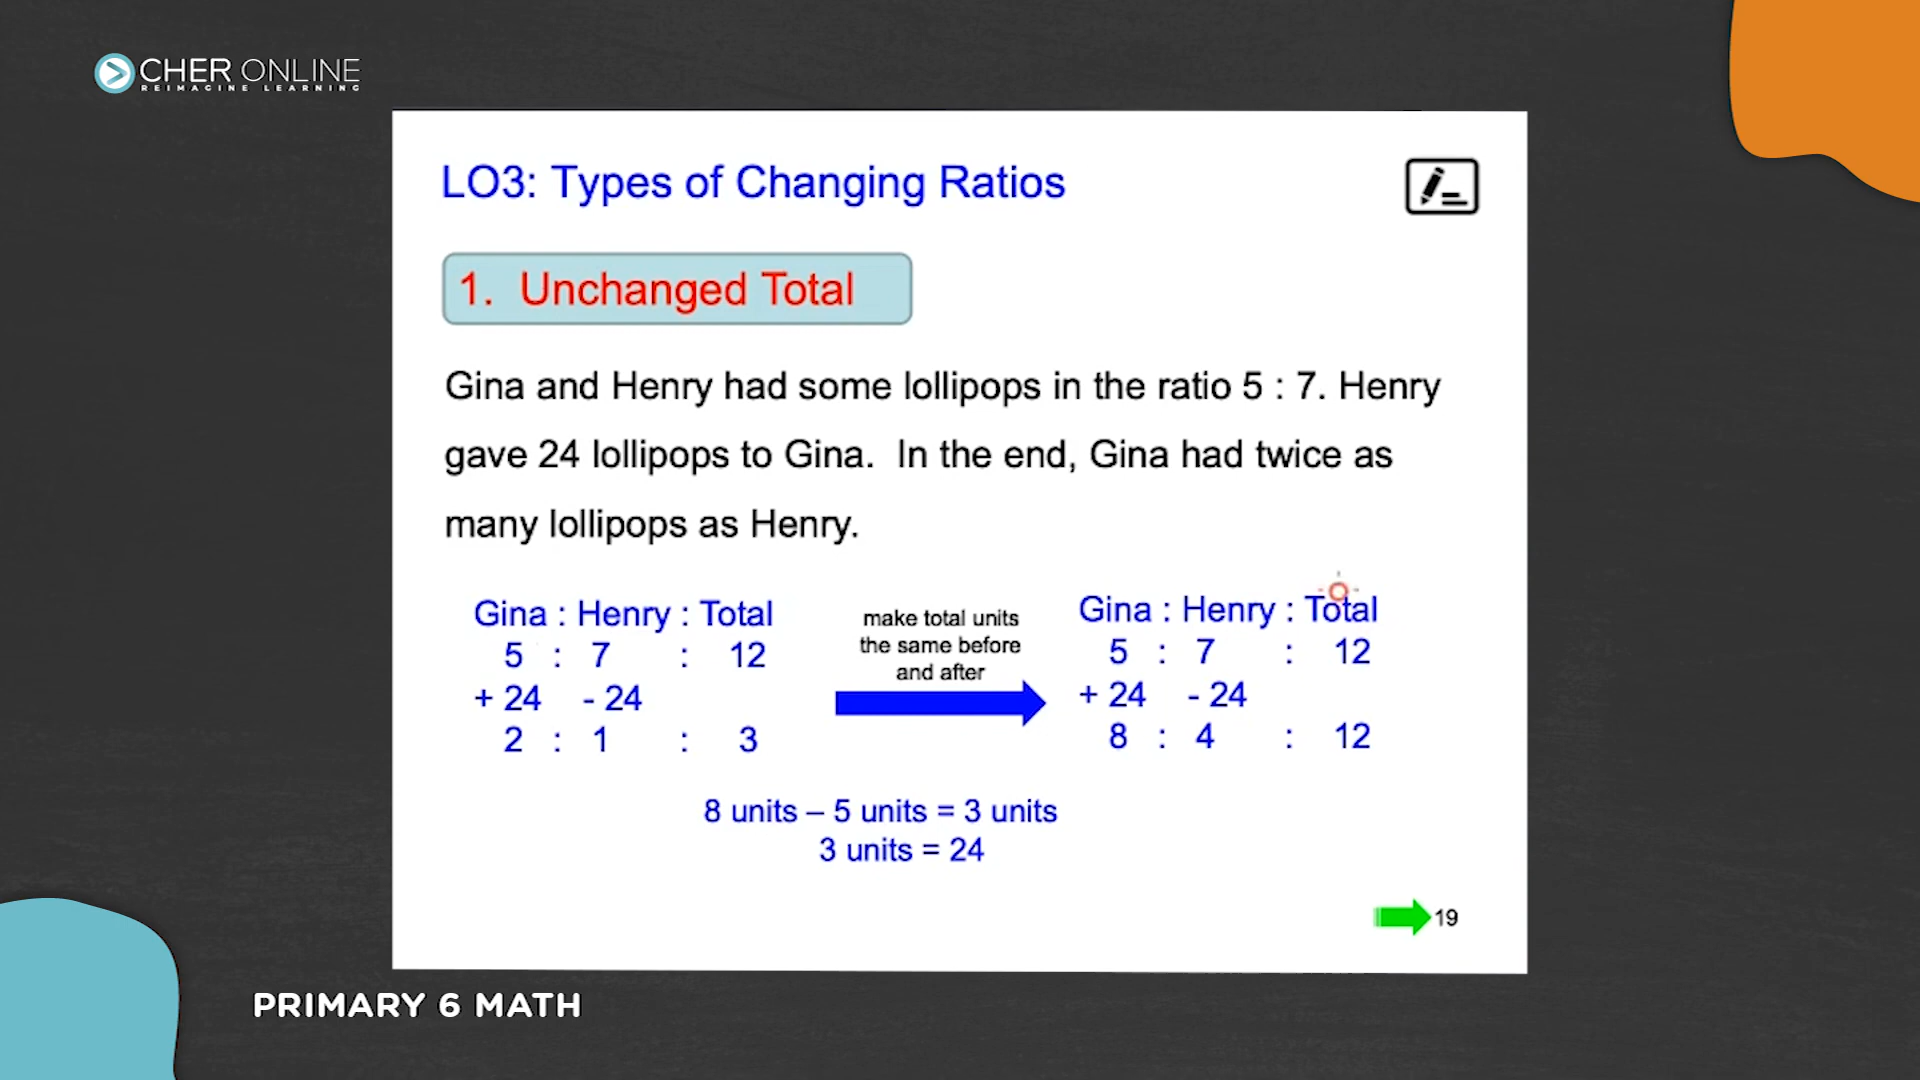 CHER ONLINE
REIMAGINE LEARNING
LO3: Types of Changing Ratios
1. Unchanged Total
Gina and Henry had some lollipops in the ratio 5 : 7. Henry
gave 24 lollipops to Gina. In the end, Gina had twice as
many lollipops as Henry.
Gina : Henry : Total
5 : 7 : 12
+ 24 - 24
2 : 1 : 3
make total units
the same before
and after
Gina : Henry : Total
5 : 7 : 12
+ 24 - 24
8 : 4 : 12
8 units – 5 units = 3 units
3 units = 24
19
PRIMARY 6 MATH